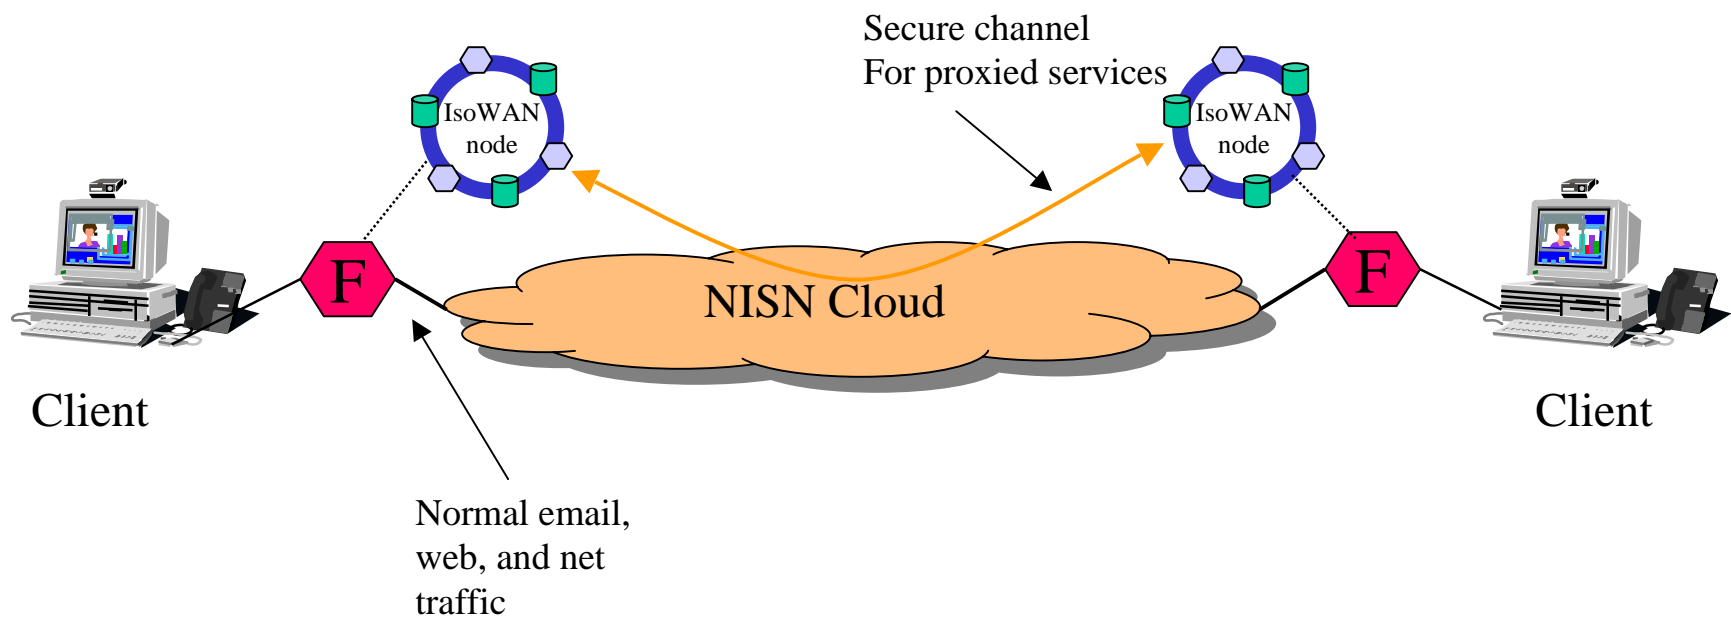 Secure channel
For proxied services
IsoWAN
node
IsoWAN
node
F
F
NISN Cloud
Client
Client
Normal email,
web, and net
traffic